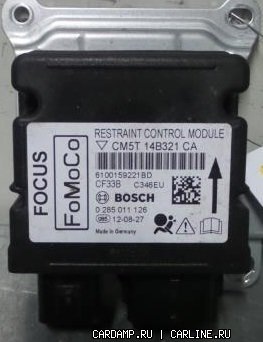 FOCUS
FoMoCo
RESTRAINT CONTROL MODULE
CM5T 14B321 CA
6100159221BD
CF33B C346EU
BOSCH
0 285 011 126
12-08-27
Made in Germany
CARDAMP.RU | CARLINE.RU